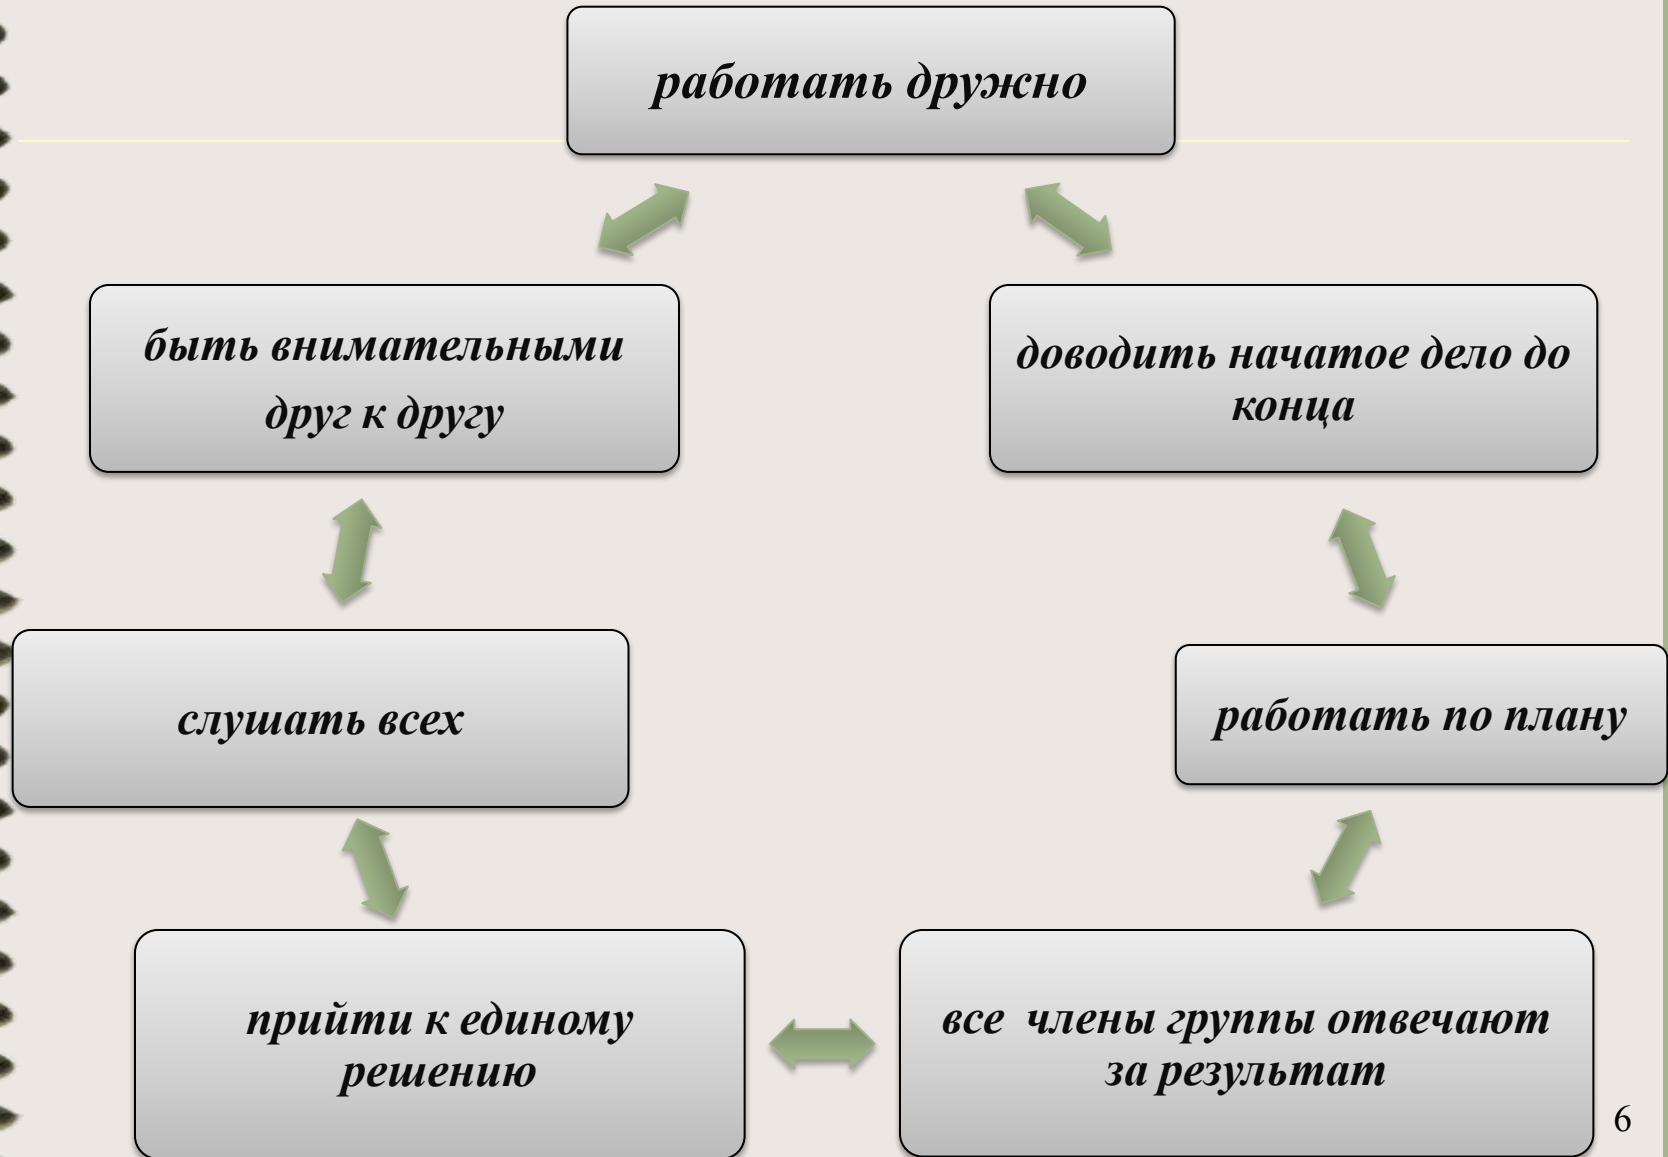 работать дружно
быть внимательными
друг к другу
доводить начатое дело до
конца
слушать всех
работать по плану
прийти к единому
решению
все члены группы отвечают
за результат
6